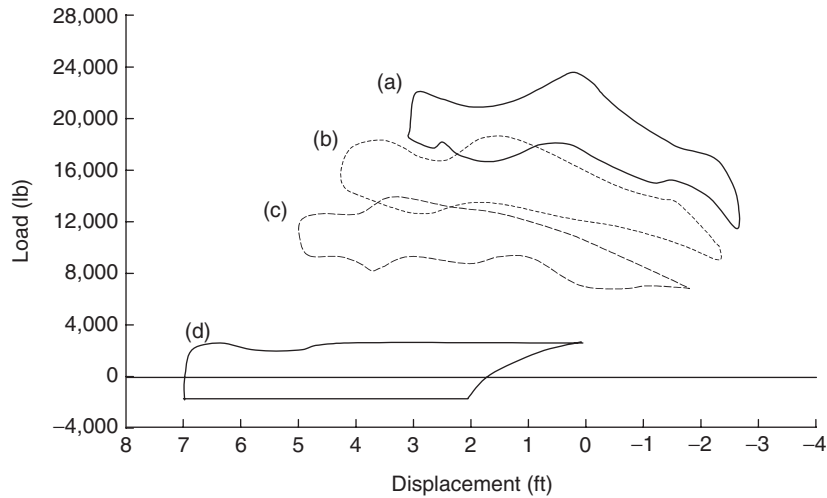 28,000
24,000
20,000
16,000
12,000
8,000
4,000
0
−4,000
Load (lb)
(a)
(b)
(c)
(d)
8 7 6 5 4 3 2 1 0 −1 −2 −3 −4
Displacement (ft)